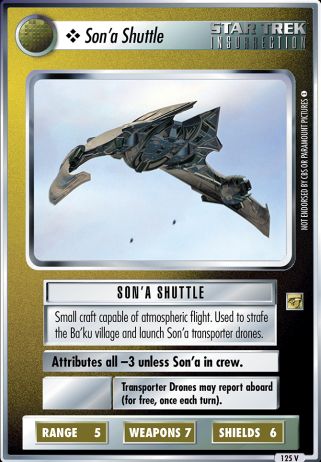 ❖ Son'a Shuttle
STAR TREK
INSURRECTION
NOT ENDORSED BY CBS OR PARAMOUNT PICTURES
SON'A SHUTTLE
Small craft capable of atmospheric flight. Used to strafe
the Ba'ku village and launch Son'a transporter drones.
Attributes all –3 unless Son'a in crew.
Transporter Drones may report aboard
(for free, once each turn).
RANGE 5 WEAPONS 7 SHIELDS 6
125 V